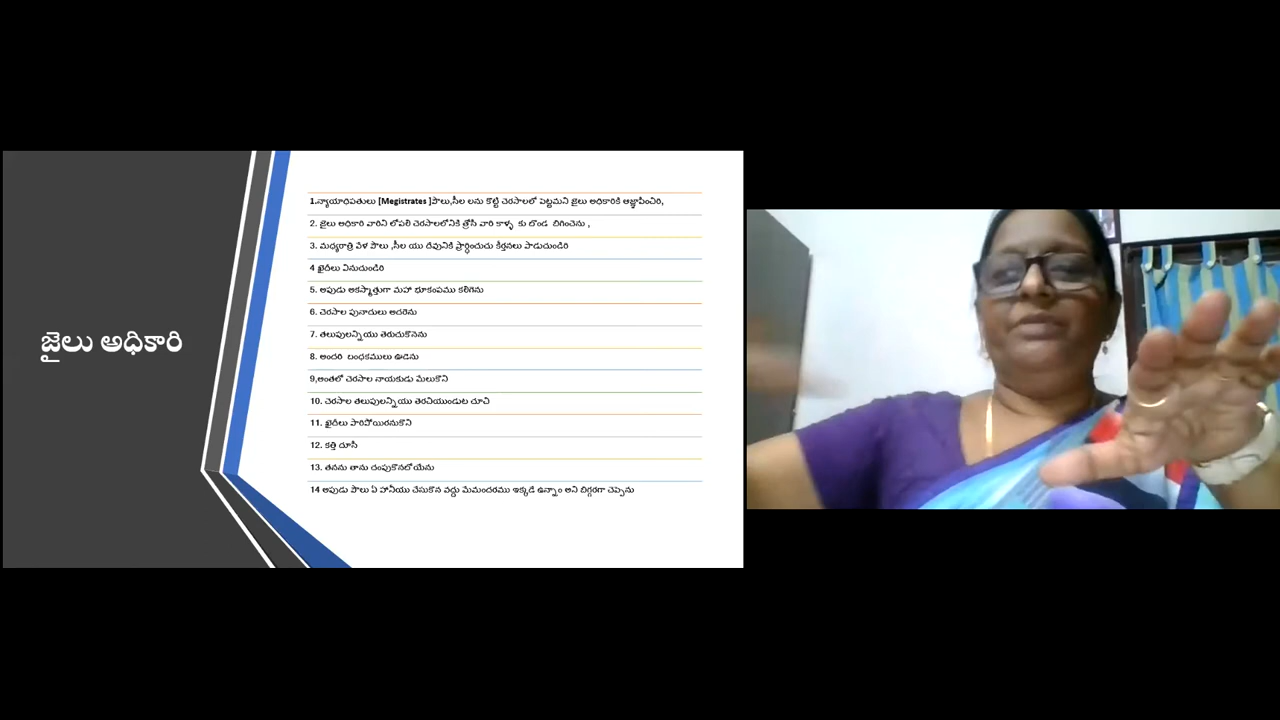 జైలు అధికారి
1.న్యాయాధిపతులు [Megistrates ]పౌలు,సీల లను కొట్టి చెరసాలలో పెట్టమని జైలు అధికారికి ఆజ్ఞాపించిరి,
2. జైలు అధికారి వారిని లోపలి చెరసాలలోనికి త్రోసి వారి కాళ్ళ కు బొండ బిగించెను ,
3. మధ్యరాత్రి వేళ పౌలు ,సీల యు దేవునికి ప్రార్ధించుచు కీర్తనలు పాడుచుండిరి
4 ఖైదీలు వినుచుండిరి
5. అపుడు అకస్మాత్తుగా మహా భూకంపము కలిగెను
6. చెరసాల పునాదులు అదరెను
7. తలుపులన్నియు తెరుచుకొనెను
8. అందరి బంధకములు ఊడెను
9,అంతలో చెరసాల నాయకుడు మేలుకొని
10. చెరసాల తలుపులన్నియు తెరచియుండుట చూచి
11. ఖైదీలు పారిపోయిరనుకొని
12. కత్తి దూసి
13. తనను తాను చంపుకొనబోయేను
14 అపుడు పౌలు ఏ హానీయు చేసుకొన వద్దు మేమందరము ఇక్కడే ఉన్నాం అని బిగ్గరగా చెప్పెను